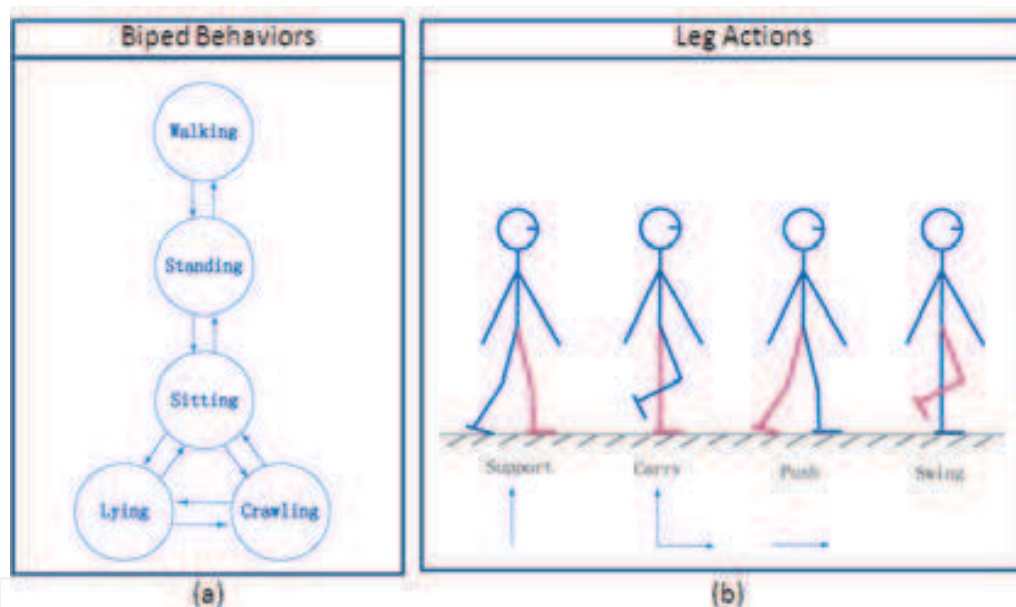 Biped Behaviors
Leg Actions
Walking
Standing
Sitting
Lying
Crawling
Support
Carry
Push
Swing
(a)
(b)